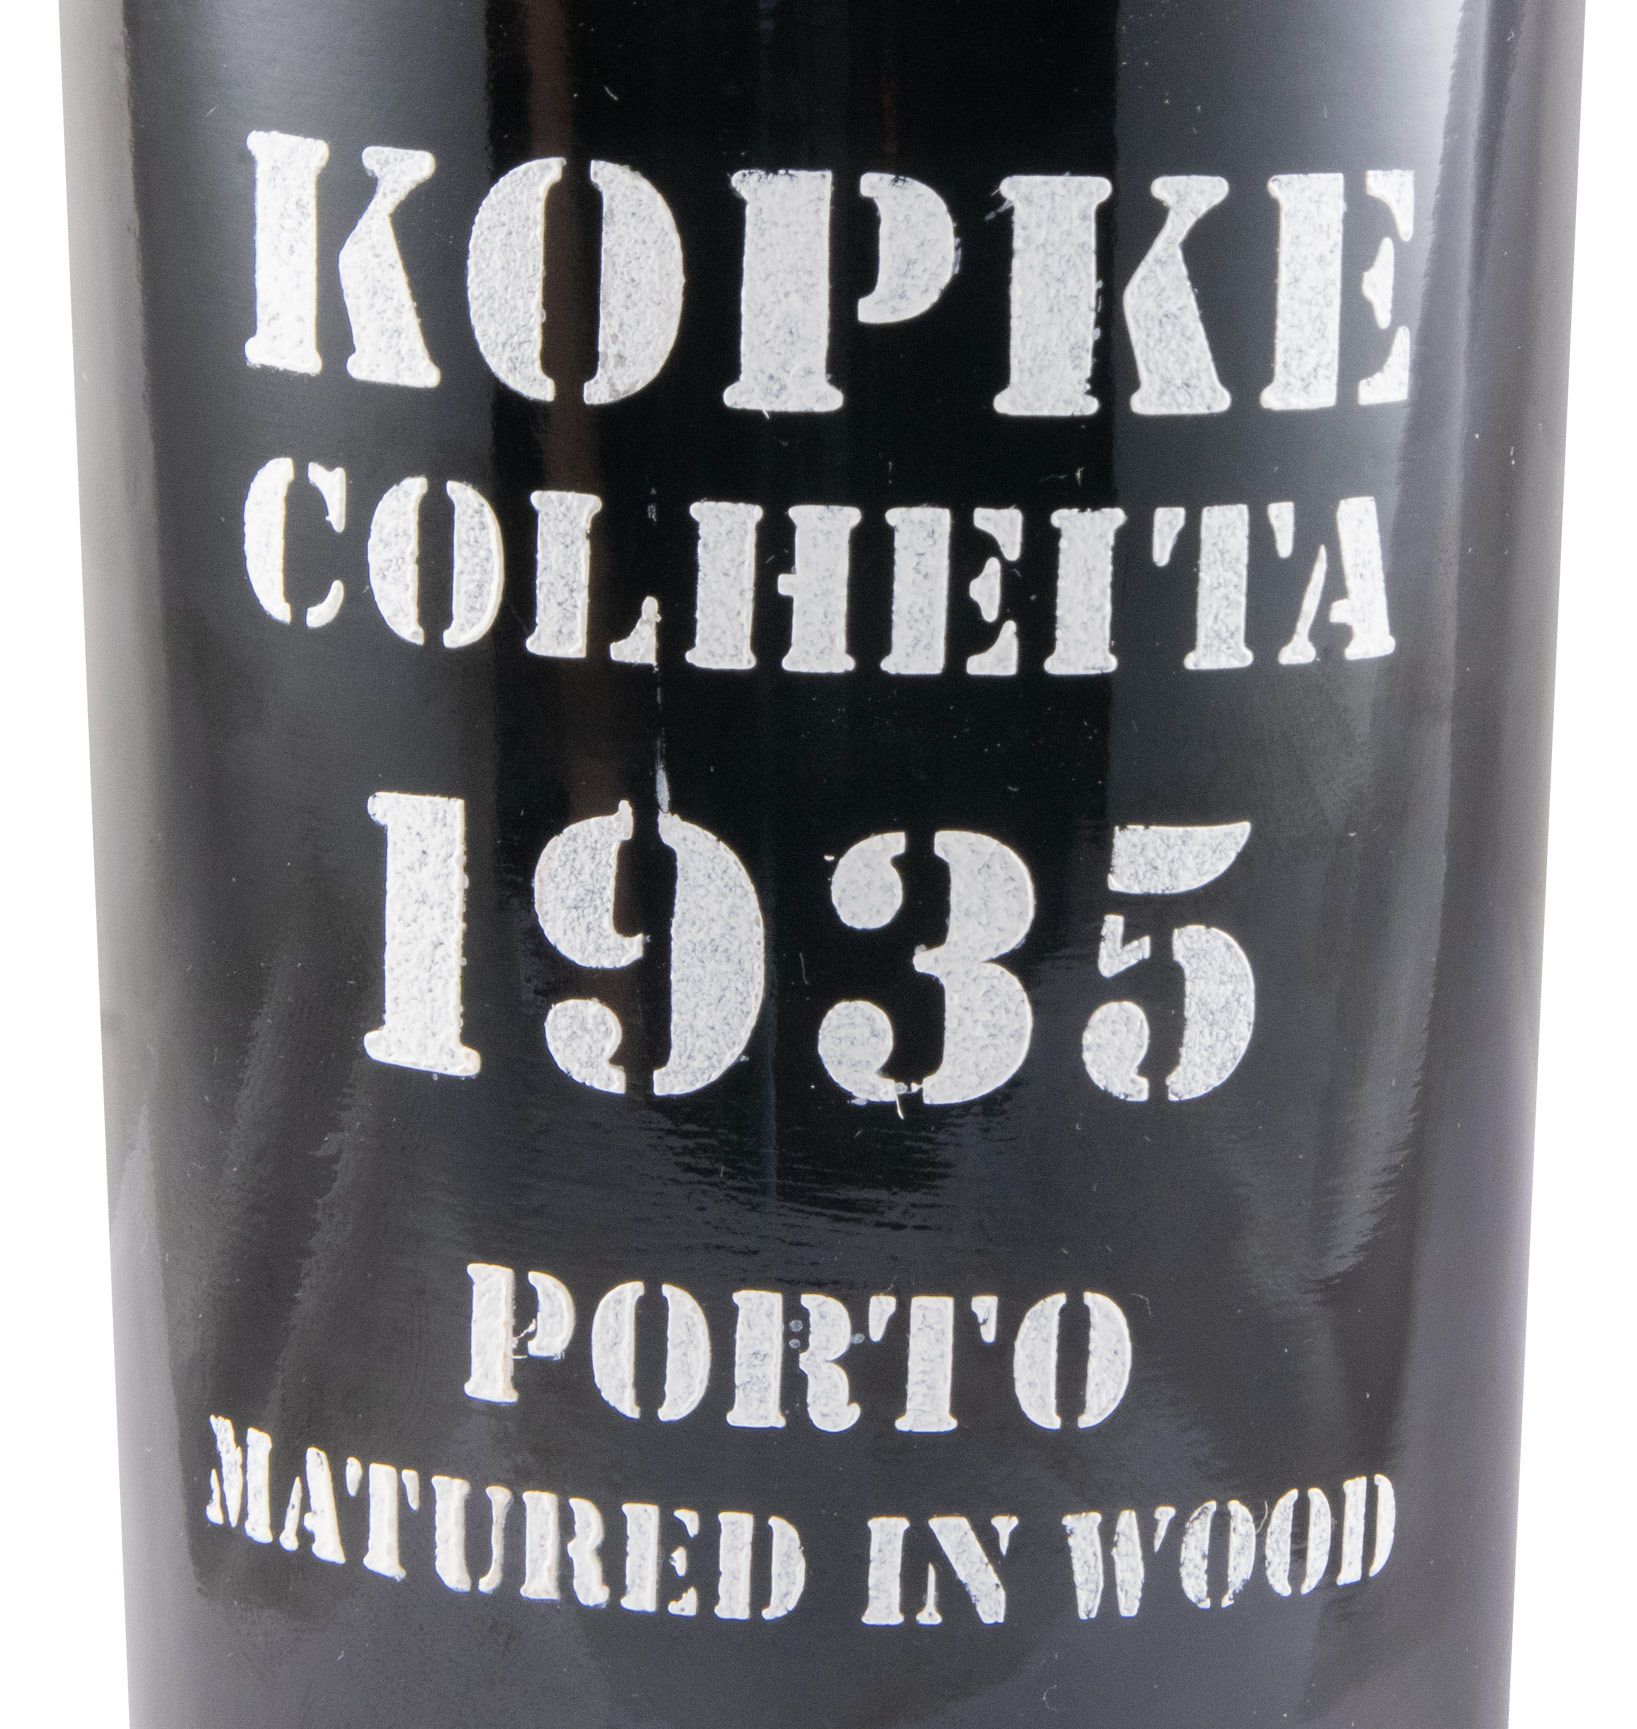 KOPKE
COLHEITA
1935
PORTO
MATURED IN WOOD